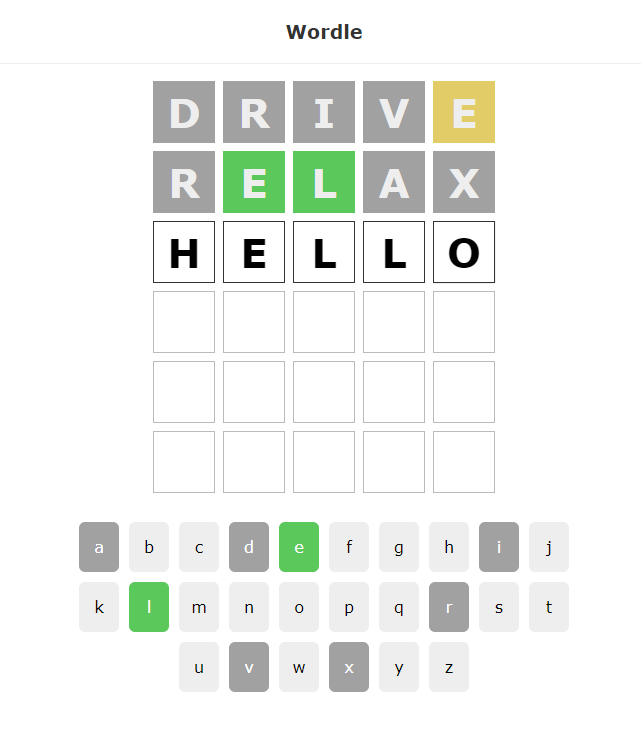 Wordle
D R I V E
R E L A X
H E L L O
a b c d e f g h i j
k l m n o p q r s t
u v w x y z